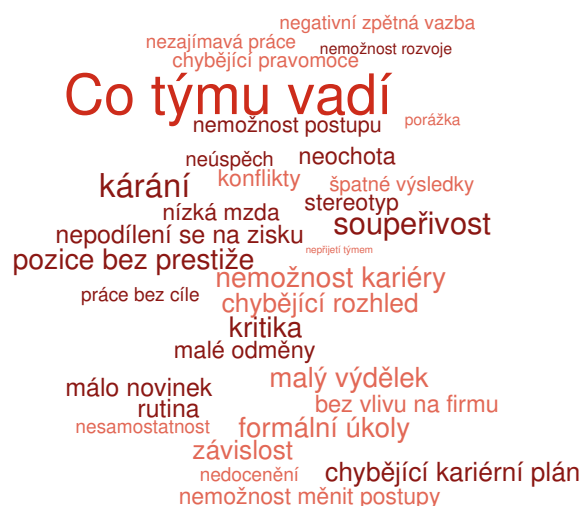 negativní zpětná vazba
nezajímavá práce
nemožnost rozvoje
chybějící pravomoce
Co týmu vadí
nemožnost postupu
porážka
neúspěch
neochota
kárání
konflikty
špatné výsledky
nízká mzda
stereotyp
soupeřivost
nepodílení se na zisku
nepřijetí týmem
pozice bez prestiže
nemožnost kariéry
práce bez cíle
chybějící rozhled
kritika
malé odměny
malý výdělek
málo novinek
rutina
bez vlivu na firmu
nesamostatnost
formální úkoly
závislost
nedocenění
chybějící kariérní plán
nemožnost měnit postupy